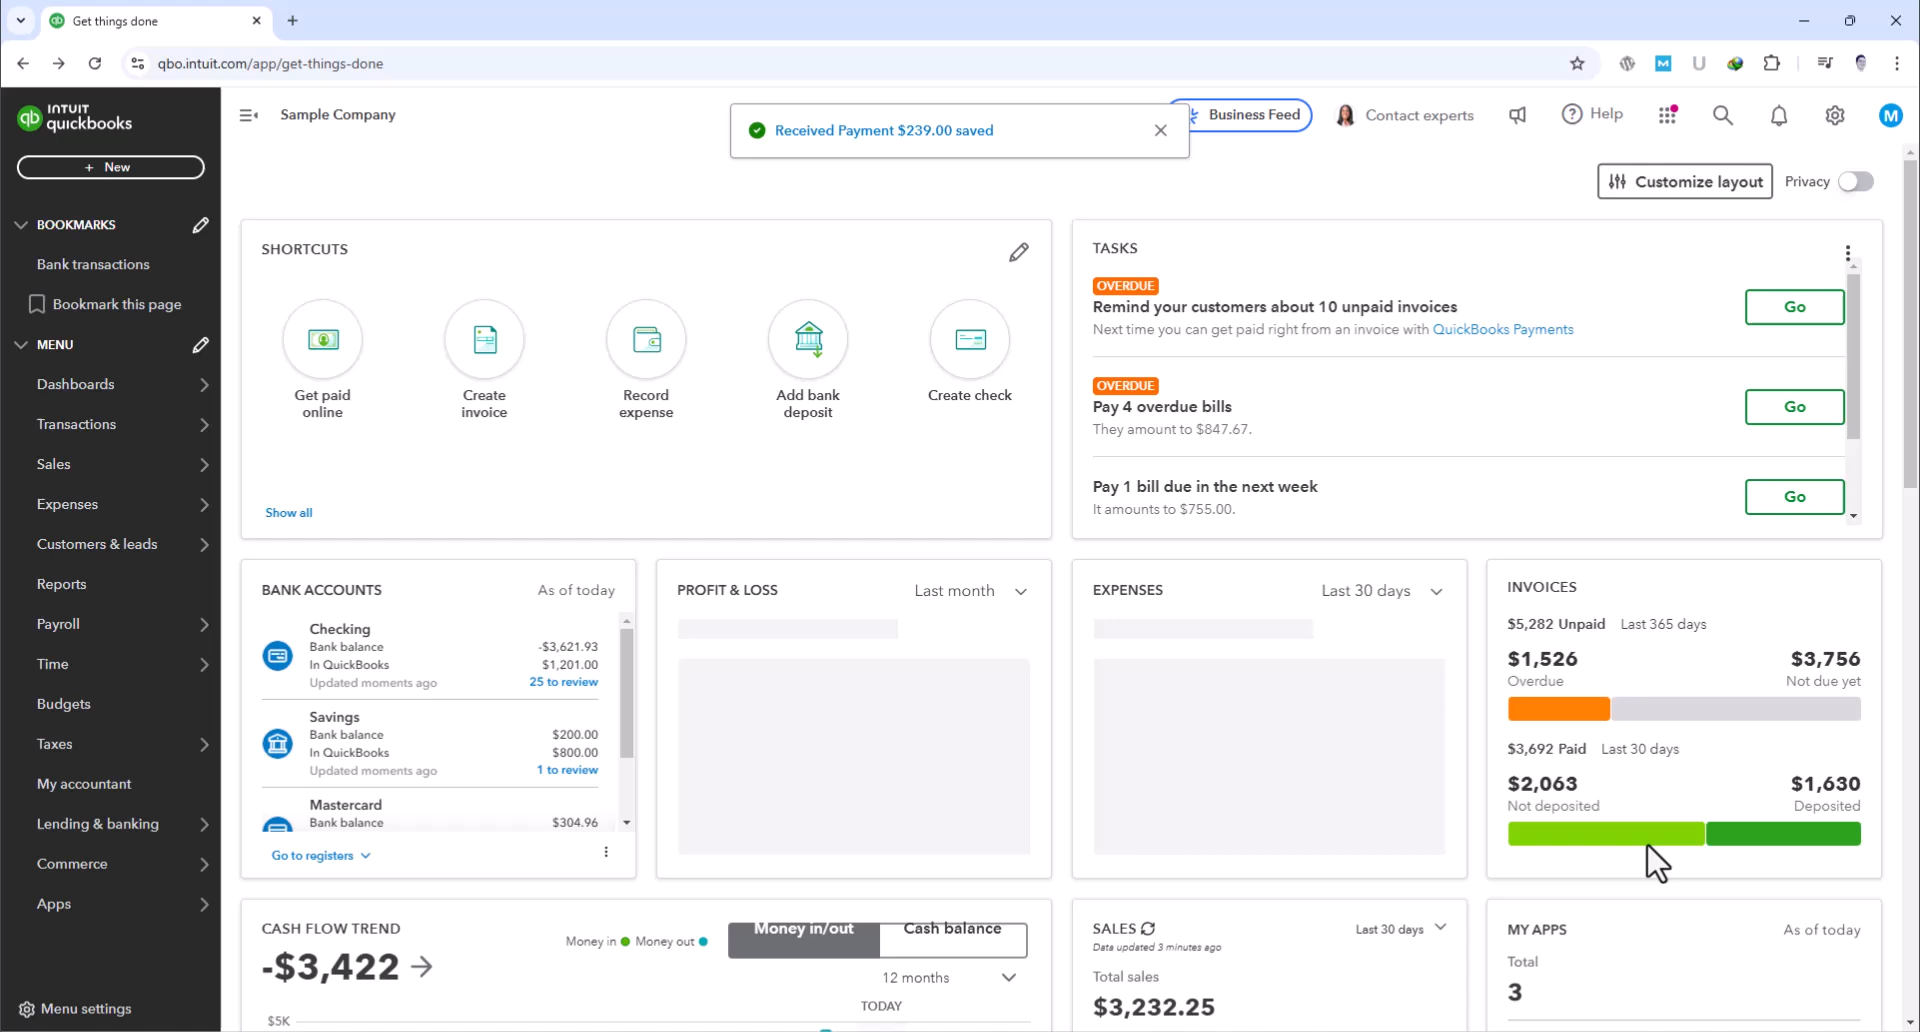 Get things done
qbo.intuit.com/app/get-things-done
M
U
INTUIT
quickbooks
qb
Sample Company
Received Payment $239.00 saved
Business Feed
Contact experts
Help
M
+ New
Customize layout
Privacy
BOOKMARKS
Bank transactions
Bookmark this page
MENU
Dashboards
Transactions
Sales
Expenses
Customers & leads
Reports
Payroll
Time
Budgets
Taxes
My accountant
Lending & banking
Commerce
Apps
Menu settings
SHORTCUTS
Get paid
online
Create
invoice
Record
expense
Add bank
deposit
Create check
Show all
TASKS
OVERDUE
Remind your customers about 10 unpaid invoices
Next time you can get paid right from an invoice with QuickBooks Payments
Go
OVERDUE
Pay 4 overdue bills
They amount to $847.67.
Go
Pay 1 bill due in the next week
It amounts to $755.00.
Go
BANK ACCOUNTS
As of today
Checking
Bank balance -$3,621.93
In QuickBooks $1,201.00
Updated moments ago 25 to review
Savings
Bank balance $200.00
In QuickBooks $800.00
Updated moments ago 1 to review
Mastercard
Bank balance $304.96
Go to registers
PROFIT & LOSS
Last month
EXPENSES
Last 30 days
INVOICES
$5,282 Unpaid Last 365 days
$1,526 $3,756
Overdue Not due yet
$3,692 Paid Last 30 days
$2,063 $1,630
Not deposited Deposited
CASH FLOW TREND
Money in Money out
Money in/out
Cash balance
-$3,422
12 months
TODAY
$5K
SALES
Last 30 days
Data updated 3 minutes ago
Total sales
$3,232.25
MY APPS
As of today
Total
3